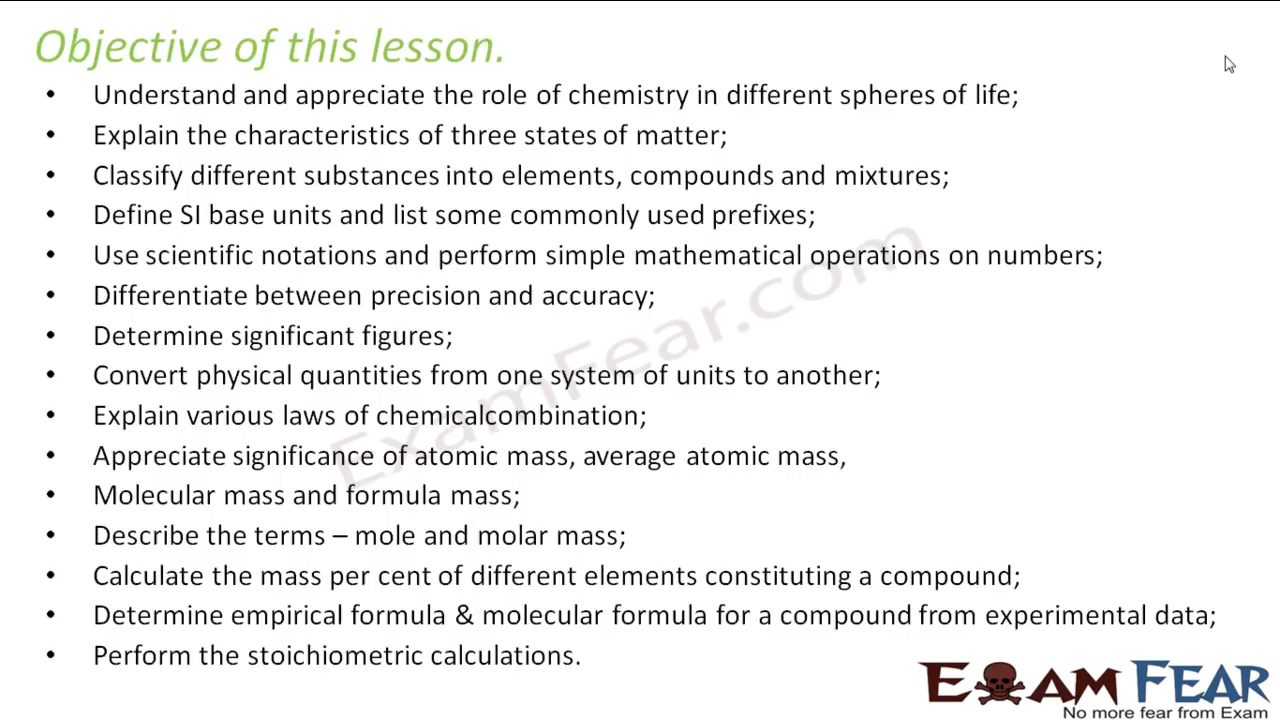 Objective of this lesson.
• Understand and appreciate the role of chemistry in different spheres of life;
• Explain the characteristics of three states of matter;
• Classify different substances into elements, compounds and mixtures;
• Define SI base units and list some commonly used prefixes;
• Use scientific notations and perform simple mathematical operations on numbers;
• Differentiate between precision and accuracy;
• Determine significant figures;
• Convert physical quantities from one system of units to another;
• Explain various laws of chemicalcombination;
• Appreciate significance of atomic mass, average atomic mass,
• Molecular mass and formula mass;
• Describe the terms – mole and molar mass;
• Calculate the mass per cent of different elements constituting a compound;
• Determine empirical formula & molecular formula for a compound from experimental data;
• Perform the stoichiometric calculations.
ExamFear.com
EXAM FEAR
No more fear from Exam